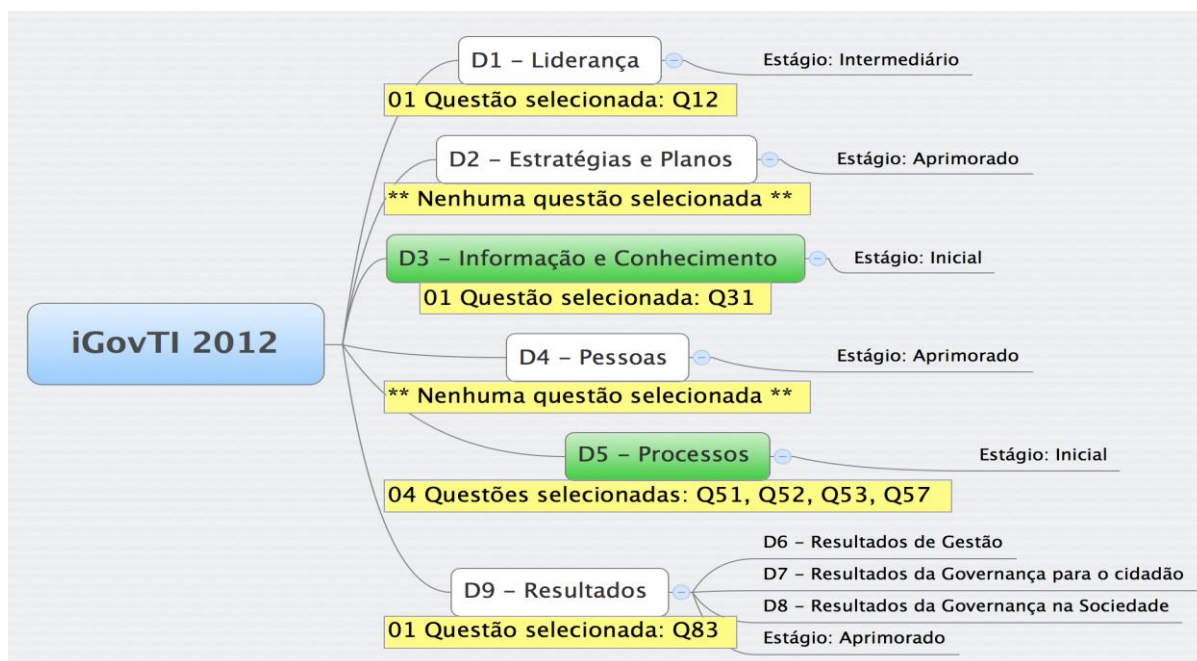 D1 – Liderança
Estágio: Intermediário
01 Questão selecionada: Q12
D2 – Estratégias e Planos
Estágio: Aprimorado
** Nenhuma questão selecionada **
D3 – Informação e Conhecimento
Estágio: Inicial
01 Questão selecionada: Q31
iGovTI 2012
D4 – Pessoas
Estágio: Aprimorado
** Nenhuma questão selecionada **
D5 – Processos
Estágio: Inicial
04 Questões selecionadas: Q51, Q52, Q53, Q57
D9 – Resultados
D6 – Resultados de Gestão
D7 – Resultados da Governança para o cidadão
D8 – Resultados da Governança na Sociedade
Estágio: Aprimorado
01 Questão selecionada: Q83